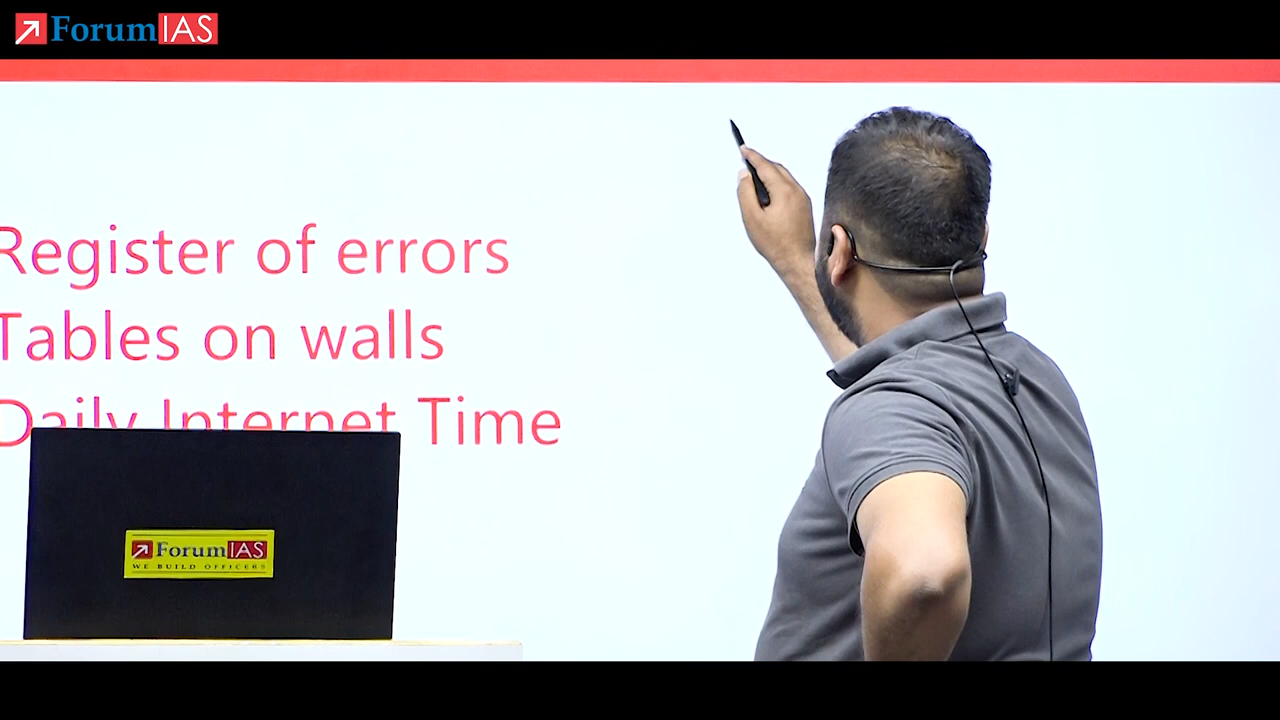 ForumIAS
Register of errors
Tables on walls
Daily Internet Time
ForumIAS
WE BUILD OFFICERS